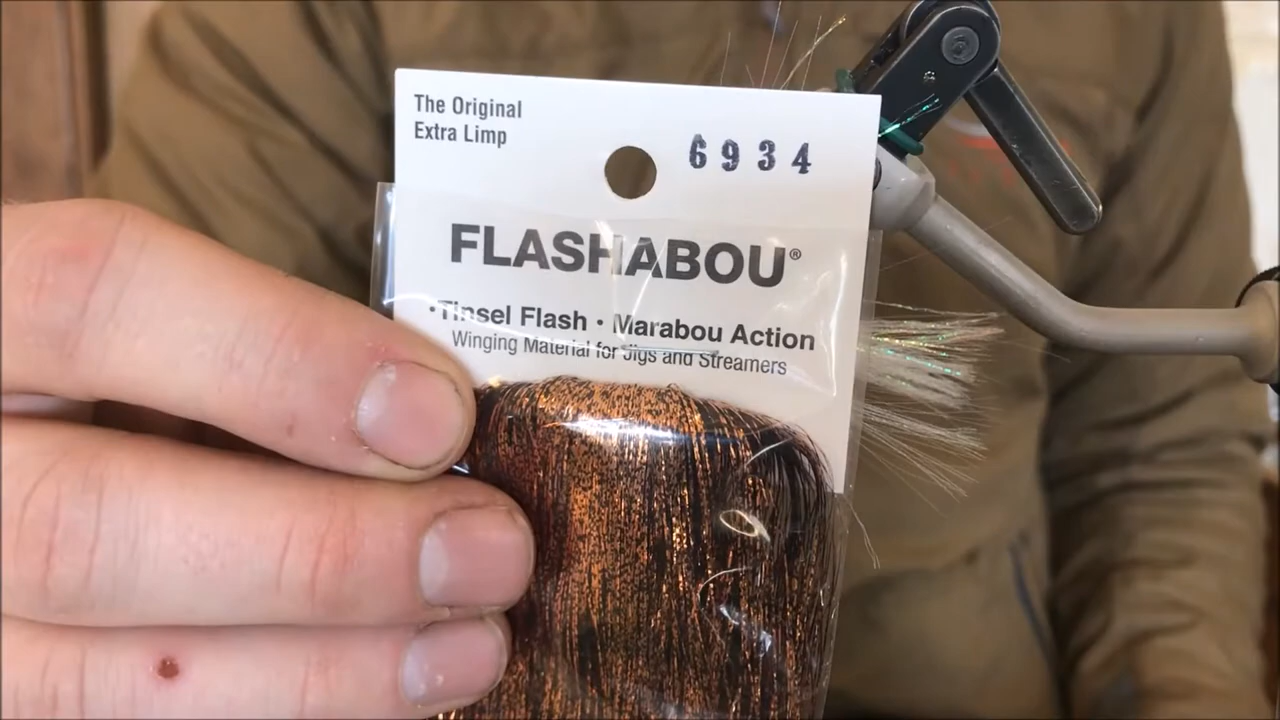 The Original
Extra Limp
6934
FLASHABOU®
•Tinsel Flash • Marabou Action
Winging Material for Jigs and Streamers